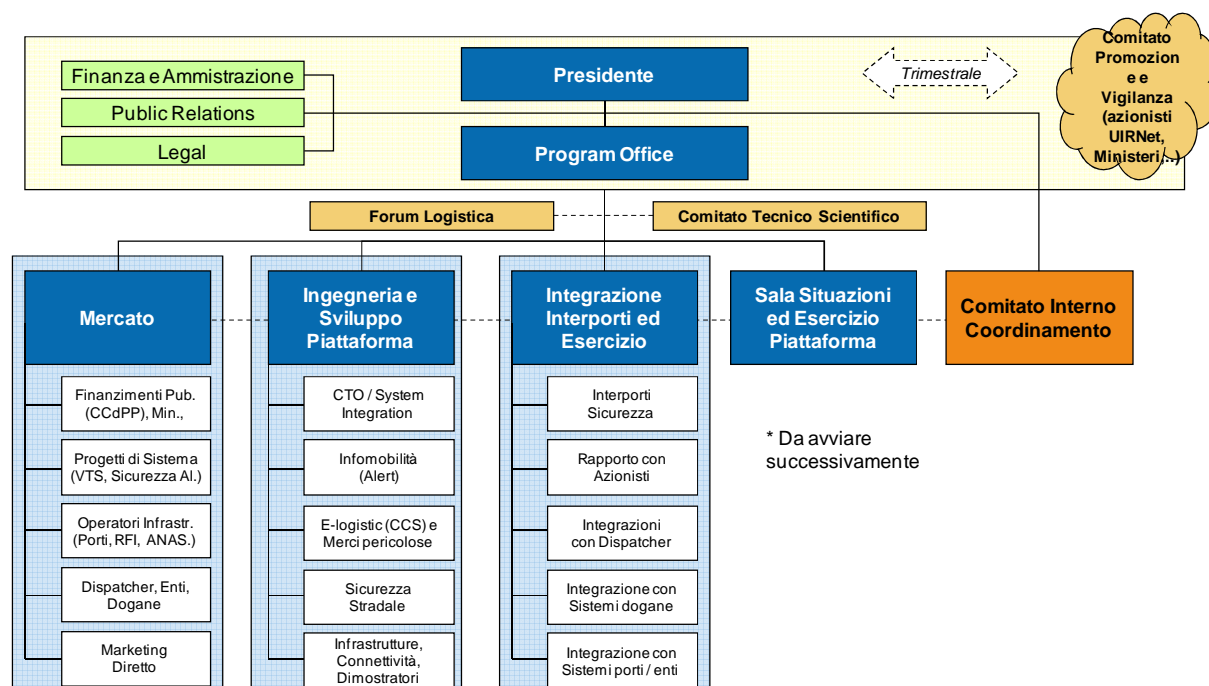 Finanza e Ammistrazione
Public Relations
Legal
Presidente
Program Office
Trimestrale
Comitato
Promozion
e e
Vigilanza
(azionisti
UIRNet,
Ministeri...)
Forum Logistica
Comitato Tecnico Scientifico
Mercato
Finanzimenti Pub.
(CCdPP), Min.,
Progetti di Sistema
(VTS, Sicurezza Al.)
Operatori Infrastr.
(Porti, RFI, ANAS.)
Dispatcher, Enti,
Dogane
Marketing
Diretto
Ingegneria e
Sviluppo
Piattaforma
CTO / System
Integration
Infomobilità
(Alert)
E-logistic (CCS) e
Merci pericolose
Sicurezza
Stradale
Infrastrutture,
Connettività,
Dimostratori
Integrazione
Interporti ed
Esercizio
Interporti
Sicurezza
Rapporto con
Azionisti
Integrazioni
con Dispatcher
Integrazione con
Sistemi dogane
Integrazione con
Sistemi porti / enti
Sala Situazioni
ed Esercizio
Piattaforma
* Da avviare
successivamente
Comitato Interno
Coordinamento